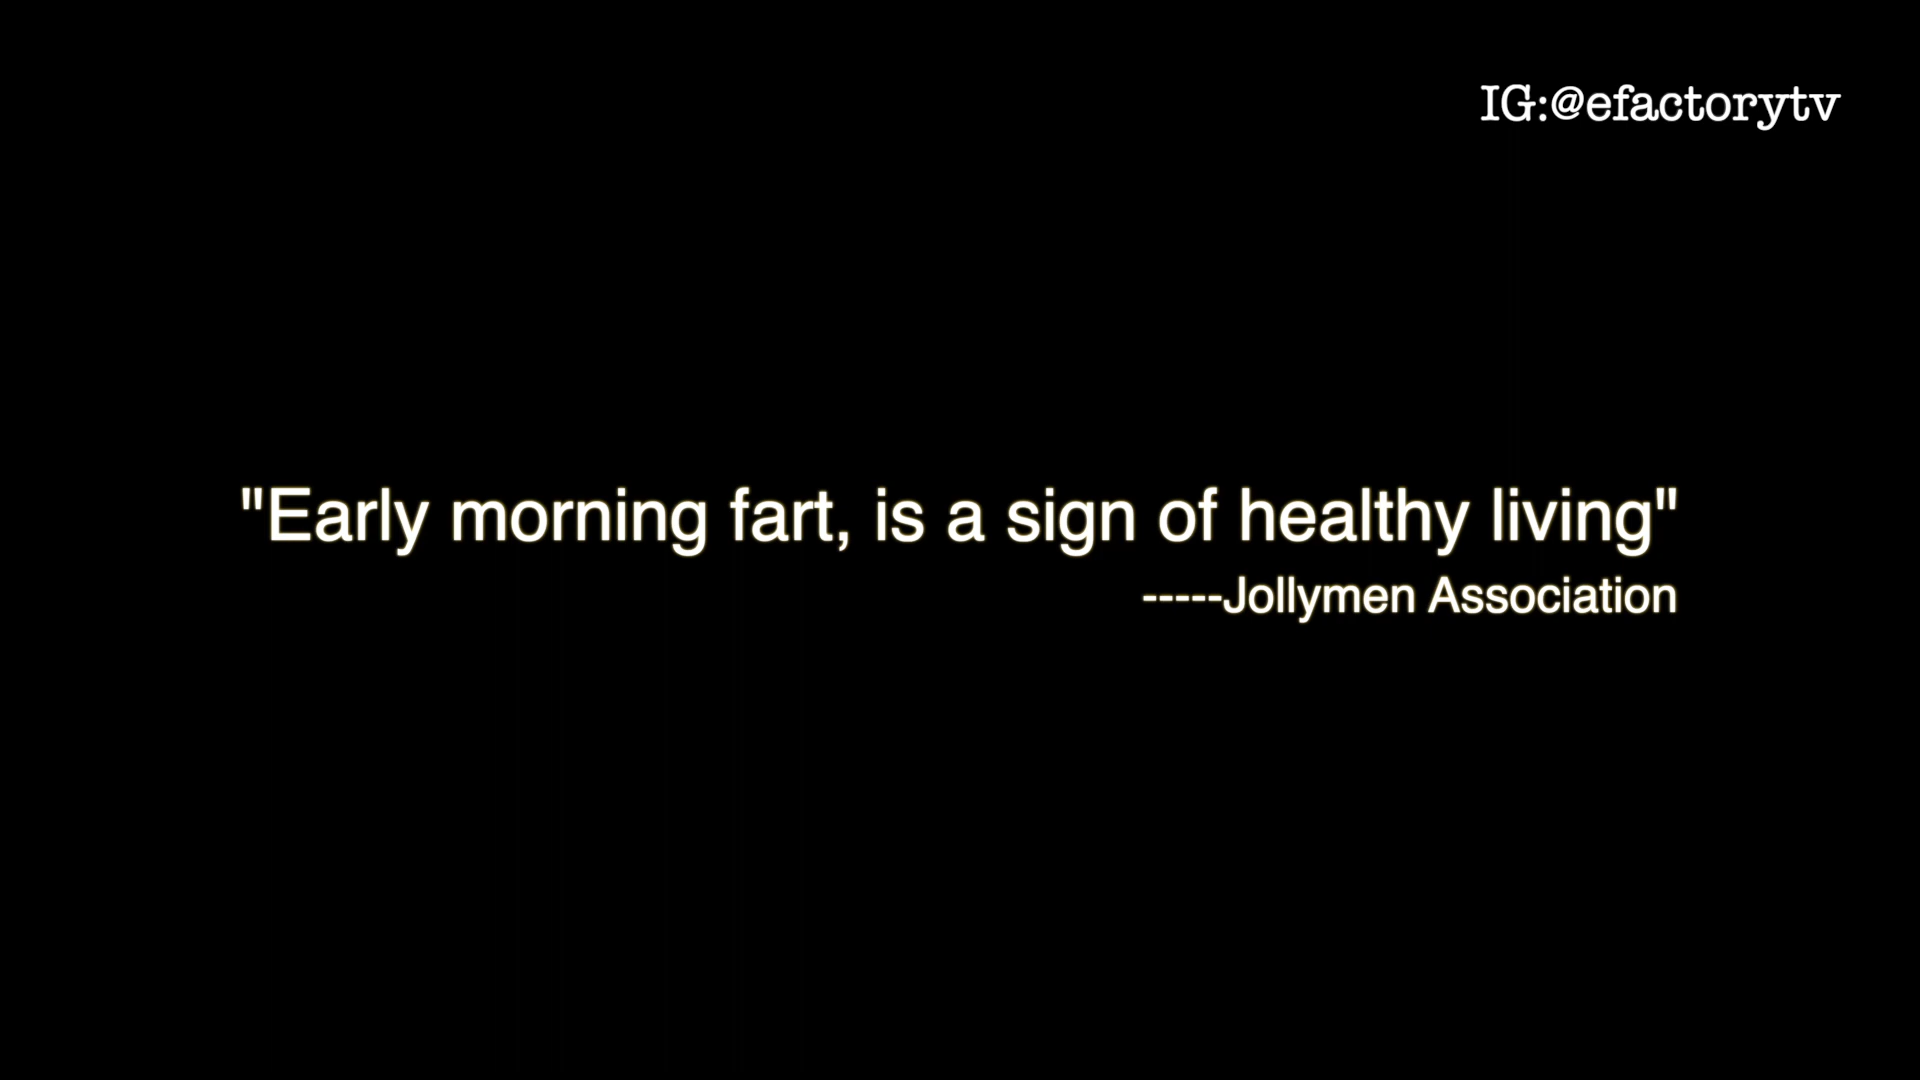 IG:@efactorytv
"Early morning fart, is a sign of healthy living"
-----Jollymen Association